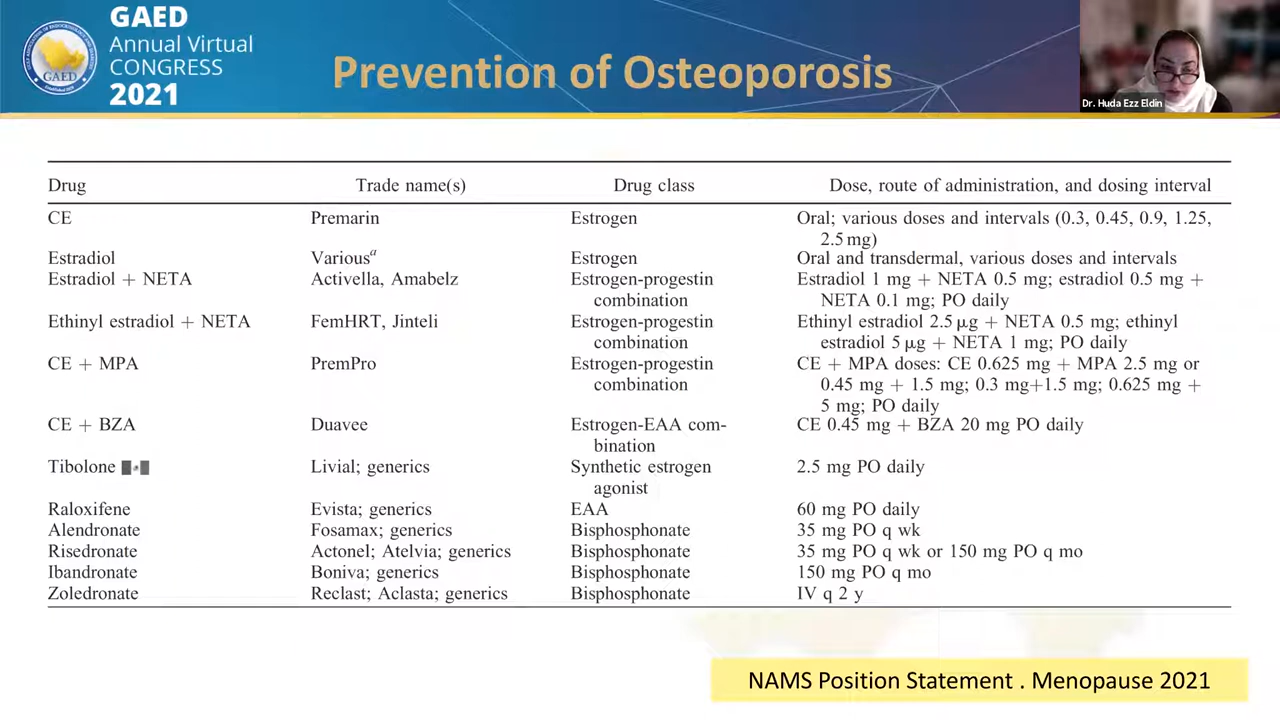 GAED
Annual Virtual
CONGRESS
2021
GAED
Prevention of Osteoporosis
Dr. Huda Ezz Eldin
Drug Trade name(s) Drug class Dose, route of administration, and dosing interval
CE Premarin Estrogen Oral; various doses and intervals (0.3, 0.45, 0.9, 1.25,
2.5 mg)
Estradiol Variousa Estrogen Oral and transdermal, various doses and intervals
Estradiol + NETA Activella, Amabelz Estrogen-progestin Estradiol 1 mg + NETA 0.5 mg; estradiol 0.5 mg +
combination NETA 0.1 mg; PO daily
Ethinyl estradiol + NETA FemHRT, Jinteli Estrogen-progestin Ethinyl estradiol 2.5 μg + NETA 0.5 mg; ethinyl
combination estradiol 5 μg + NETA 1 mg; PO daily
CE + MPA PremPro Estrogen-progestin CE + MPA doses: CE 0.625 mg + MPA 2.5 mg or
combination 0.45 mg + 1.5 mg; 0.3 mg+1.5 mg; 0.625 mg +
5 mg; PO daily
CE + BZA Duavee Estrogen-EAA com- CE 0.45 mg + BZA 20 mg PO daily
bination
Tibolone Livial; generics Synthetic estrogen 2.5 mg PO daily
agonist
Raloxifene Evista; generics EAA 60 mg PO daily
Alendronate Fosamax; generics Bisphosphonate 35 mg PO q wk
Risedronate Actonel; Atelvia; generics Bisphosphonate 35 mg PO q wk or 150 mg PO q mo
Ibandronate Boniva; generics Bisphosphonate 150 mg PO q mo
Zoledronate Reclast; Aclasta; generics Bisphosphonate IV q 2 y
NAMS Position Statement . Menopause 2021